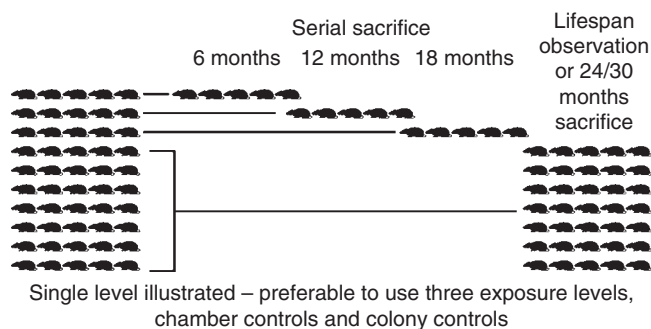 Serial sacrifice
6 months 12 months 18 months
Lifespan
observation
or 24/30
months
sacrifice
Single level illustrated – preferable to use three exposure levels,
chamber controls and colony controls